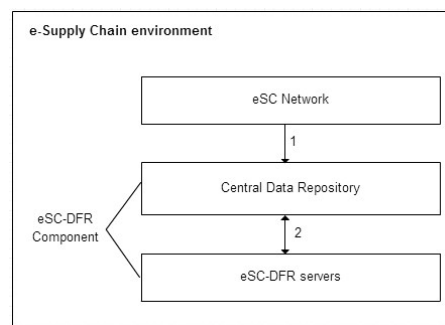 e-Supply Chain environment
eSC Network
1
Central Data Repository
eSC-DFR
Component
2
eSC-DFR servers